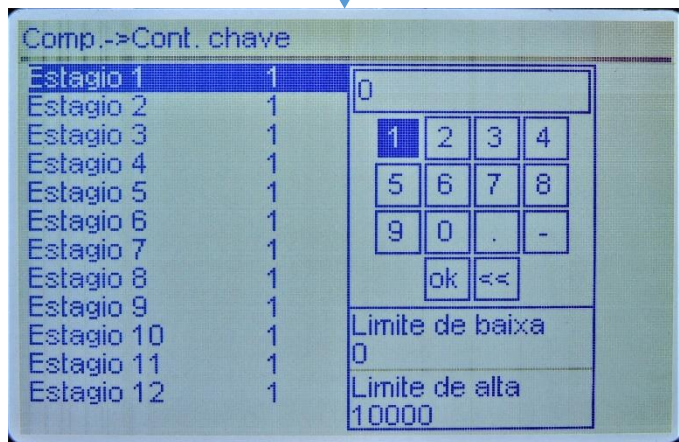 Comp.->Cont. chave
Estagio 1 1
Estagio 2 1
Estagio 3 1
Estagio 4 1
Estagio 5 1
Estagio 6 1
Estagio 7 1
Estagio 8 1
Estagio 9 1
Estagio 10 1
Estagio 11 1
Estagio 12 1
0
1 2 3 4
5 6 7 8
9 0 . -
ok <<
Limite de baixa
0
Limite de alta
10000